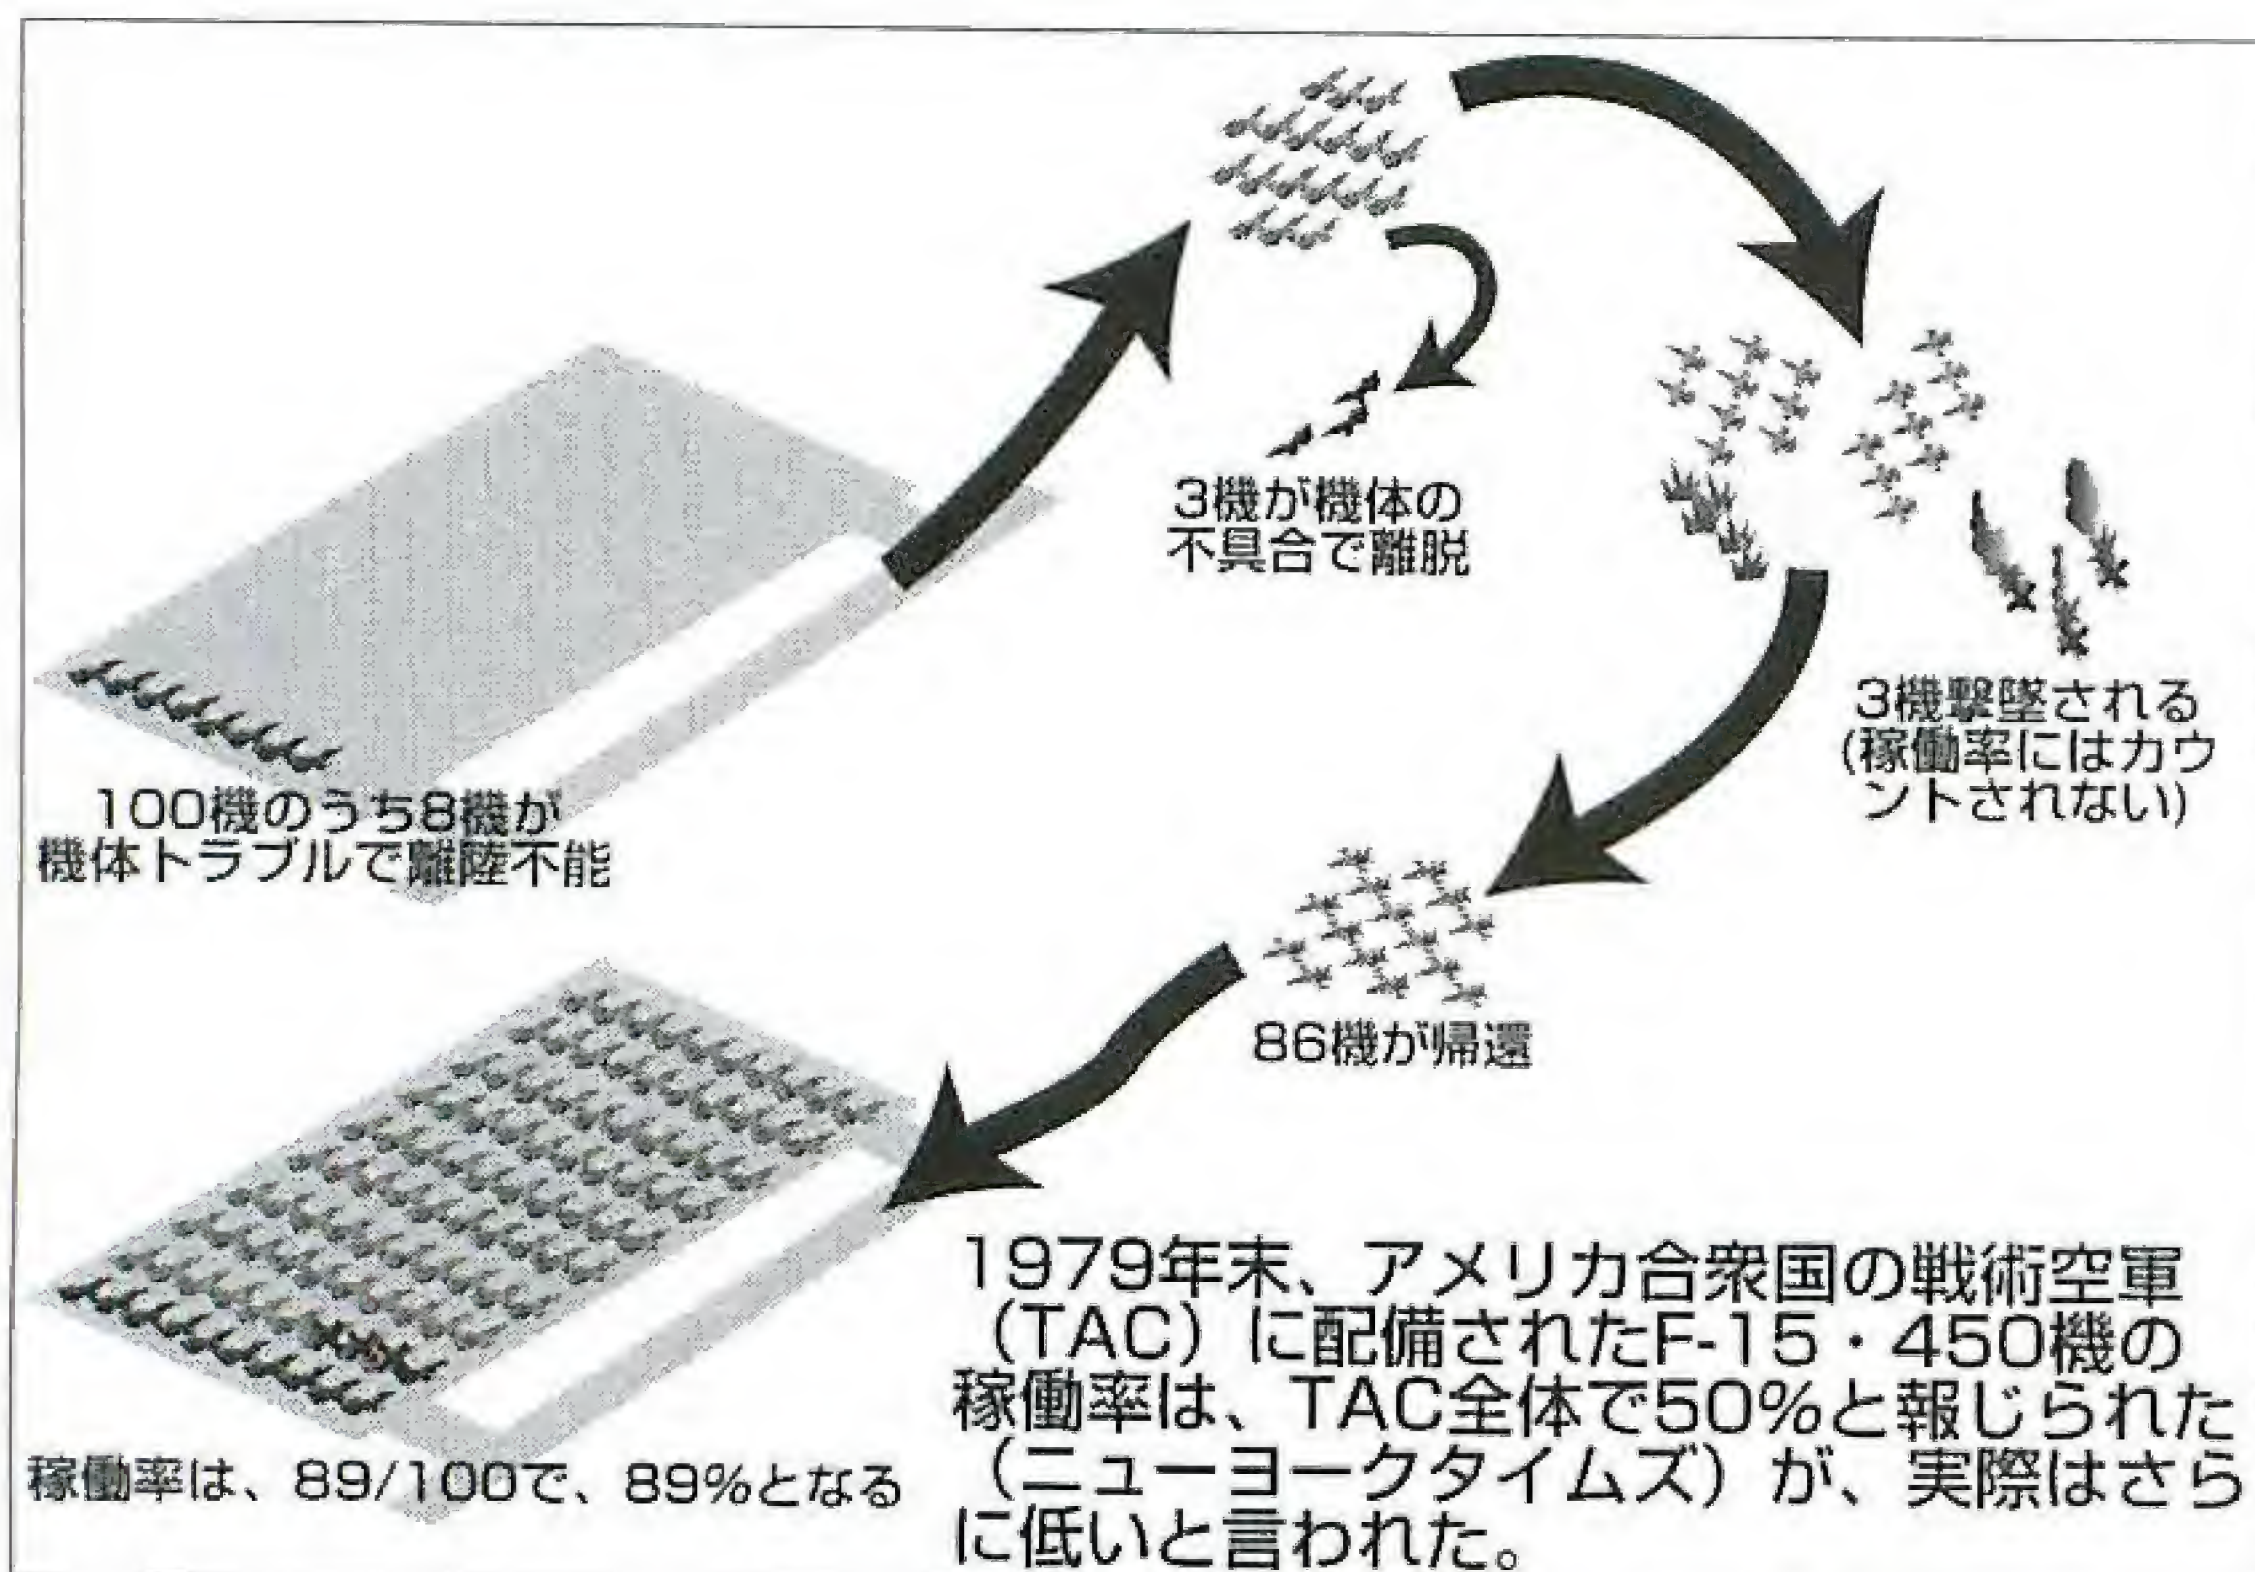 3機が機体の
不具合で離脱
3機撃墜される
(稼働率にはカウ
ントされない)
100機のうち8機が
機体トラブルで離陸不能
86機が帰還
稼働率は、89/100で、89%となる
1979年末、アメリカ合衆国の戦術空軍
（TAC）に配備されたF-15・450機の
稼働率は、TAC全体で50%と報じられた
（ニューヨークタイムズ）が、実際はさら
に低いと言われた。